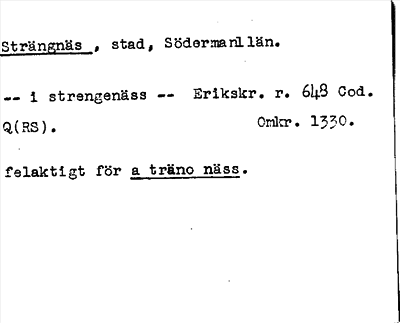 Strängnäs , stad, Södermanl län.
-- i strengenäss -- Erikskr. r. 648 Cod.
Q(RS). Omkr. 1330.
felaktigt för a träno näss.